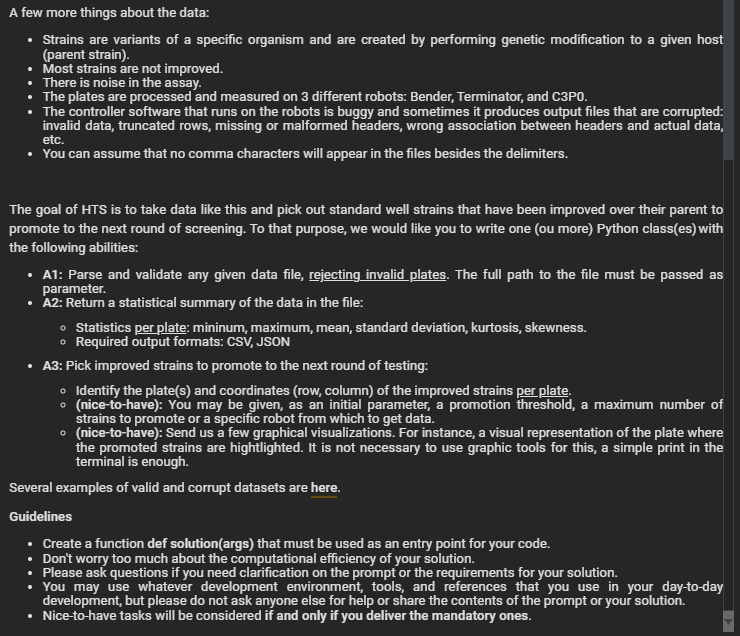 A few more things about the data:
• Strains are variants of a specific organism and are created by performing genetic modification to a given host
(parent strain).
• Most strains are not improved.
• There is noise in the assay.
• The plates are processed and measured on 3 different robots: Bender, Terminator, and C3P0.
• The controller software that runs on the robots is buggy and sometimes it produces output files that are corrupted:
invalid data, truncated rows, missing or malformed headers, wrong association between headers and actual data,
etc.
• You can assume that no comma characters will appear in the files besides the delimiters.
The goal of HTS is to take data like this and pick out standard well strains that have been improved over their parent to
promote to the next round of screening. To that purpose, we would like you to write one (ou more) Python class(es) with
the following abilities:
• A1: Parse and validate any given data file, rejecting invalid plates. The full path to the file must be passed as
parameter.
• A2: Return a statistical summary of the data in the file:
○ Statistics per plate: mininum, maximum, mean, standard deviation, kurtosis, skewness.
○ Required output formats: CSV, JSON
• A3: Pick improved strains to promote to the next round of testing:
○ Identify the plate(s) and coordinates (row, column) of the improved strains per plate.
○ (nice-to-have): You may be given, as an initial parameter, a promotion threshold, a maximum number of
strains to promote or a specific robot from which to get data.
○ (nice-to-have): Send us a few graphical visualizations. For instance, a visual representation of the plate where
the promoted strains are hightlighted. It is not necessary to use graphic tools for this, a simple print in the
terminal is enough.
Several examples of valid and corrupt datasets are here.
Guidelines
• Create a function def solution(args) that must be used as an entry point for your code.
• Don't worry too much about the computational efficiency of your solution.
• Please ask questions if you need clarification on the prompt or the requirements for your solution.
• You may use whatever development environment, tools, and references that you use in your day-to-day
development, but please do not ask anyone else for help or share the contents of the prompt or your solution.
• Nice-to-have tasks will be considered if and only if you deliver the mandatory ones.